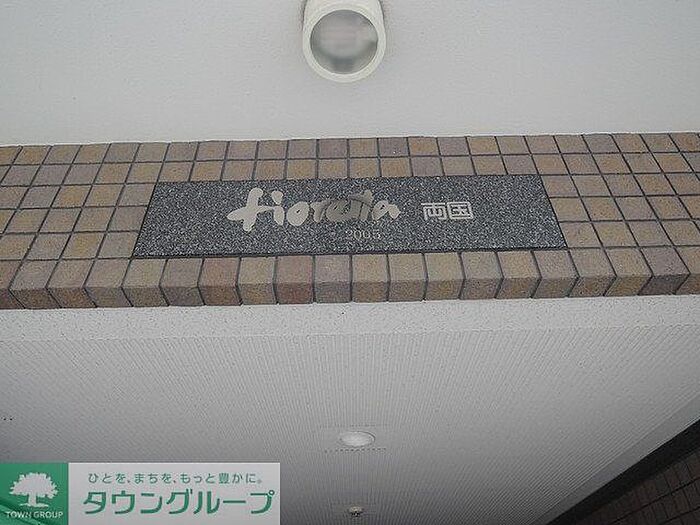 fiorenta 両国
2005
ひとを、まちを、もっと豊かに。
タウングループ
TOWN GROUP